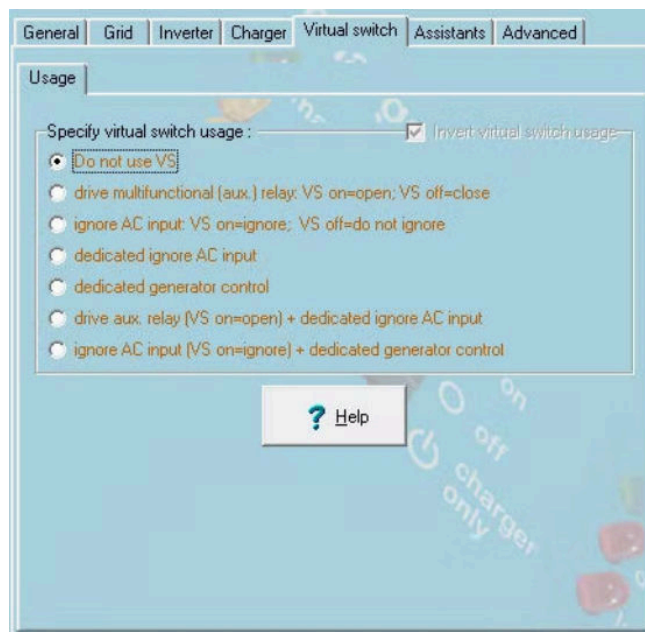 General Grid Inverter Charger Virtual switch Assistants Advanced
Usage
Specify virtual switch usage : Invert virtual switch usage
Do not use VS
drive multifunctional (aux.) relay: VS on=open; VS off=close
ignore AC input: VS on=ignore; VS off=do not ignore
dedicated ignore AC input
dedicated generator control
drive aux. relay (VS on=open) + dedicated ignore AC input
ignore AC input (VS on=ignore) + dedicated generator control
? Help
on
off
charger
only